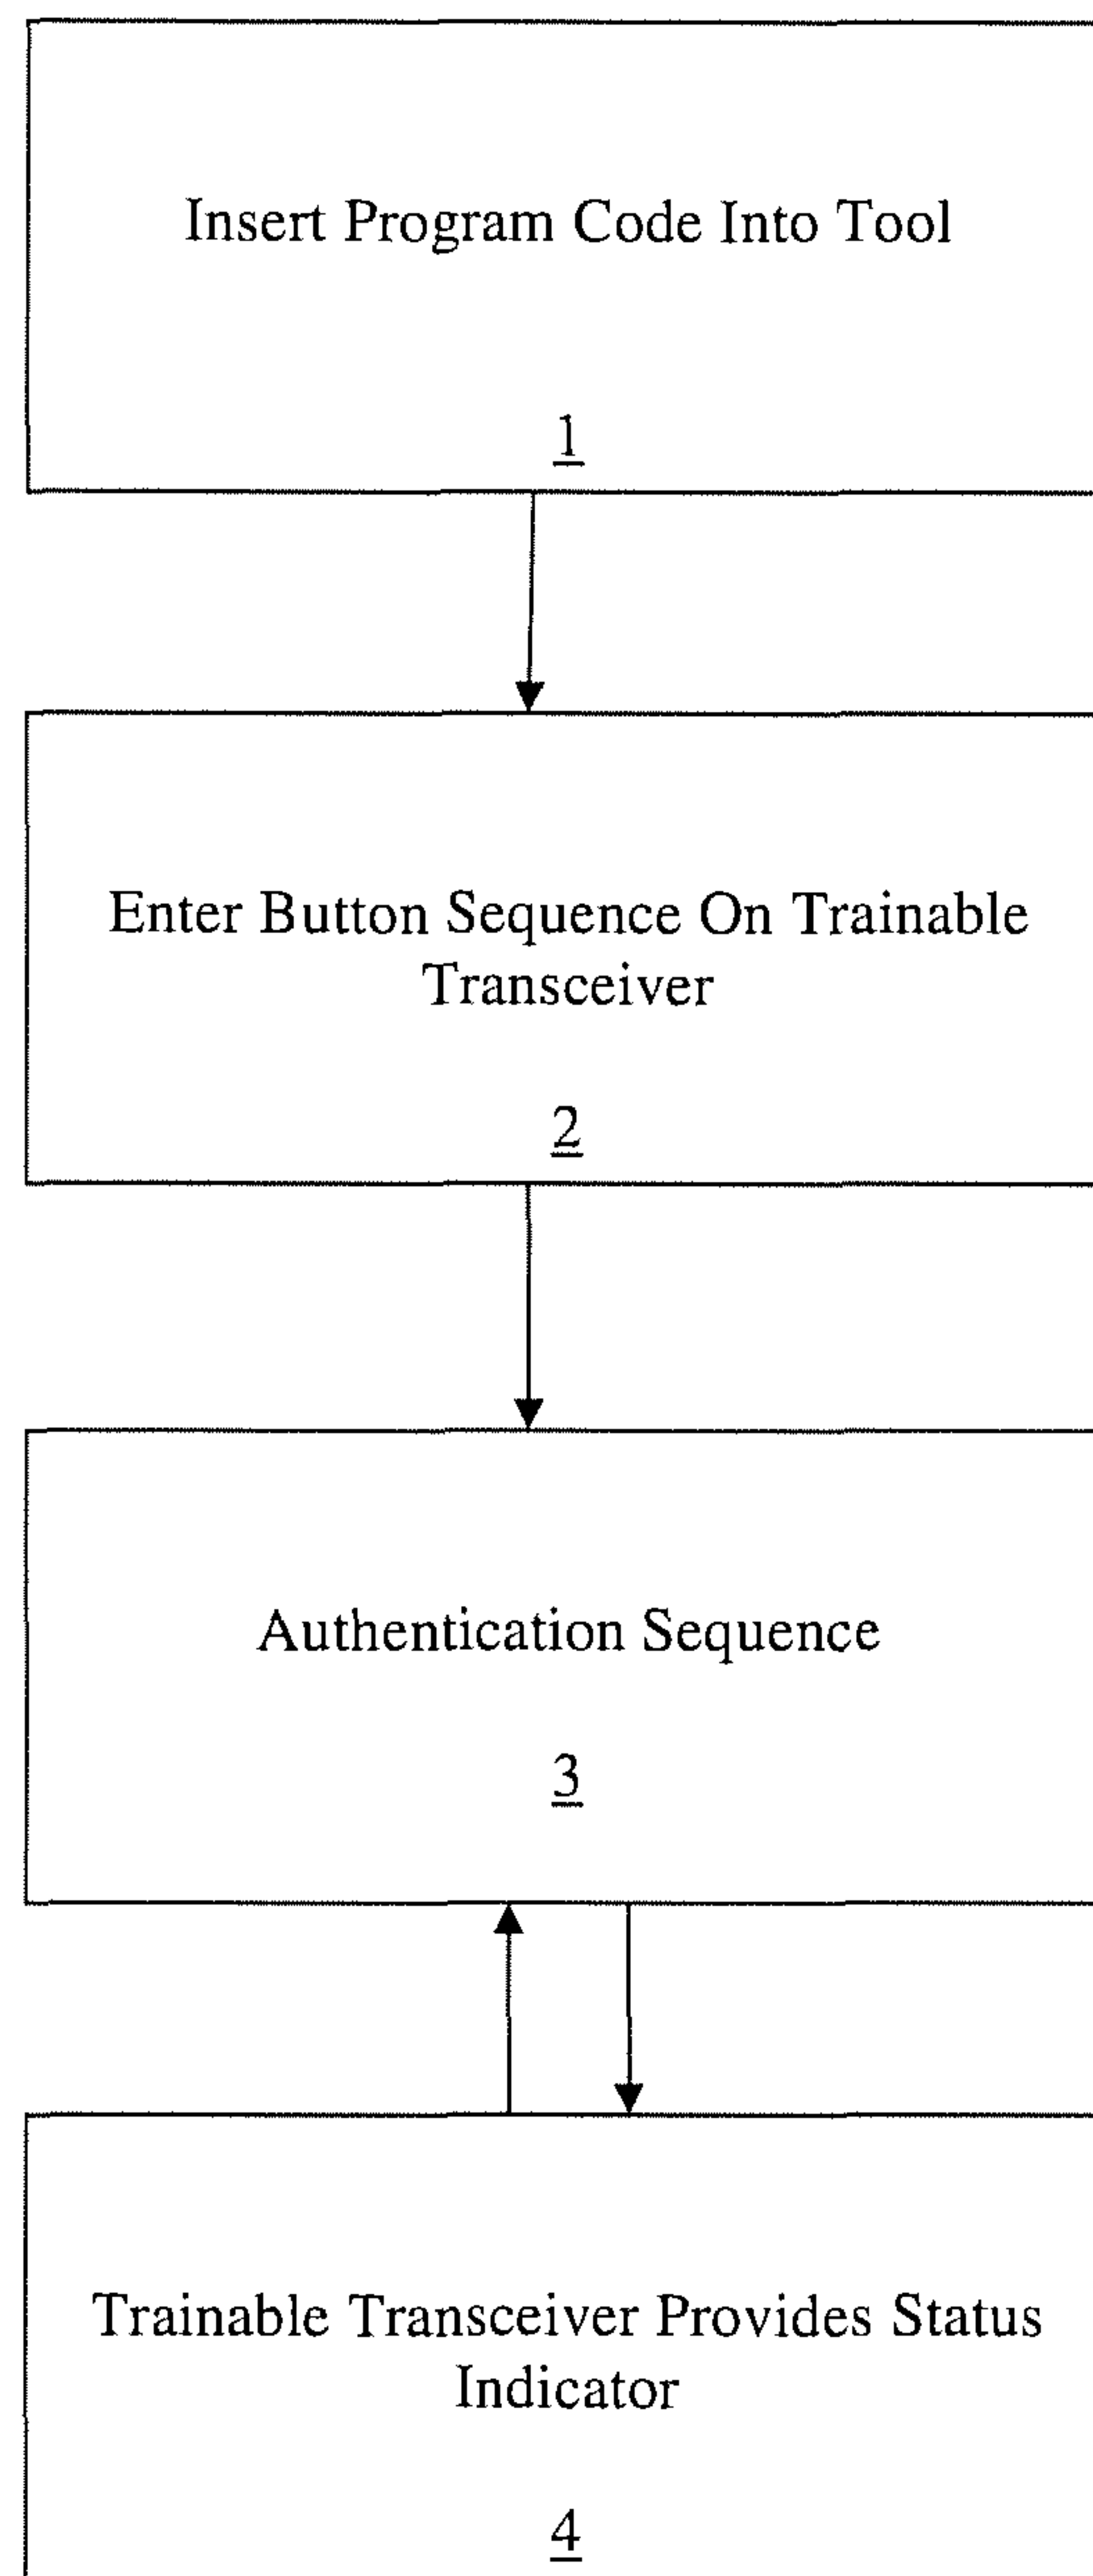 Insert Program Code Into Tool
1
Enter Button Sequence On Trainable
Transceiver
2
Authentication Sequence
3
Trainable Transceiver Provides Status
Indicator
4